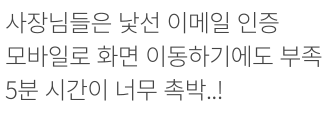 사장님들은 낯선 이메일 인증
모바일로 화면 이동하기에도 부족
5분 시간이 너무 촉박..!